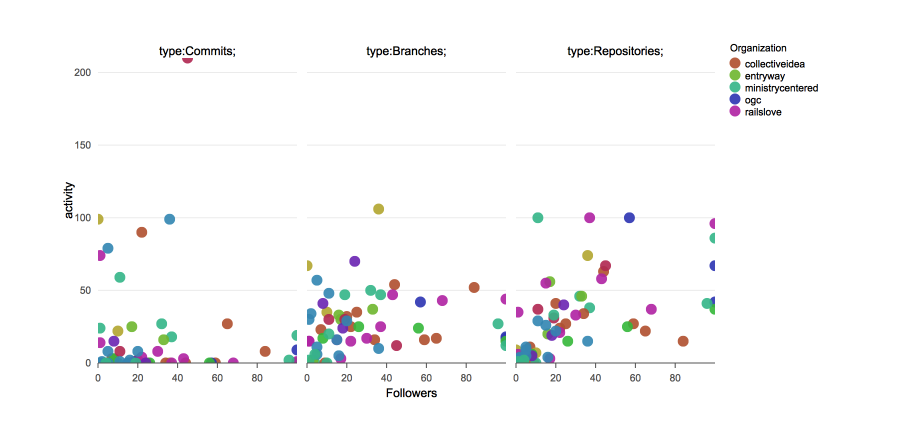 type:Commits; type:Branches; type:Repositories;
Organization
collectiveidea
entryway
ministrycentered
ogc
railslove
200
150
100
50
0
activity
0 20 40 60 80 0 20 40 60 80 0 20 40 60 80
Followers